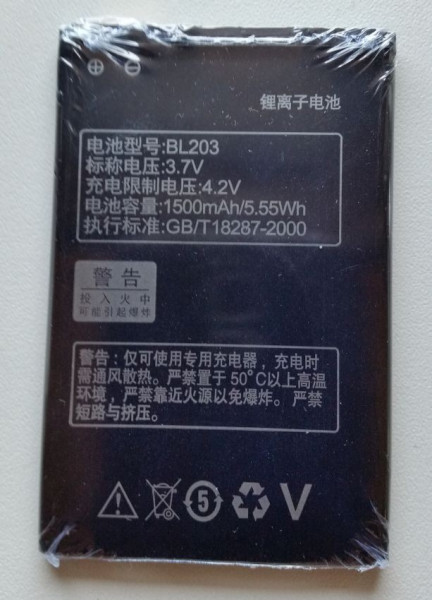 ⊕ ⊖
锂离子电池
电池型号:BL203
标称电压:3.7V
充电限制电压:4.2V
电池容量:1500mAh/5.55Wh
执行标准:GB/T18287-2000
警告
投入火中
可能引起爆炸
警告:仅可使用专用充电器，充电时
需通风散热。严禁置于50°C以上高温
环境，严禁靠近火源以免爆炸。严禁
短路与挤压。
5 V